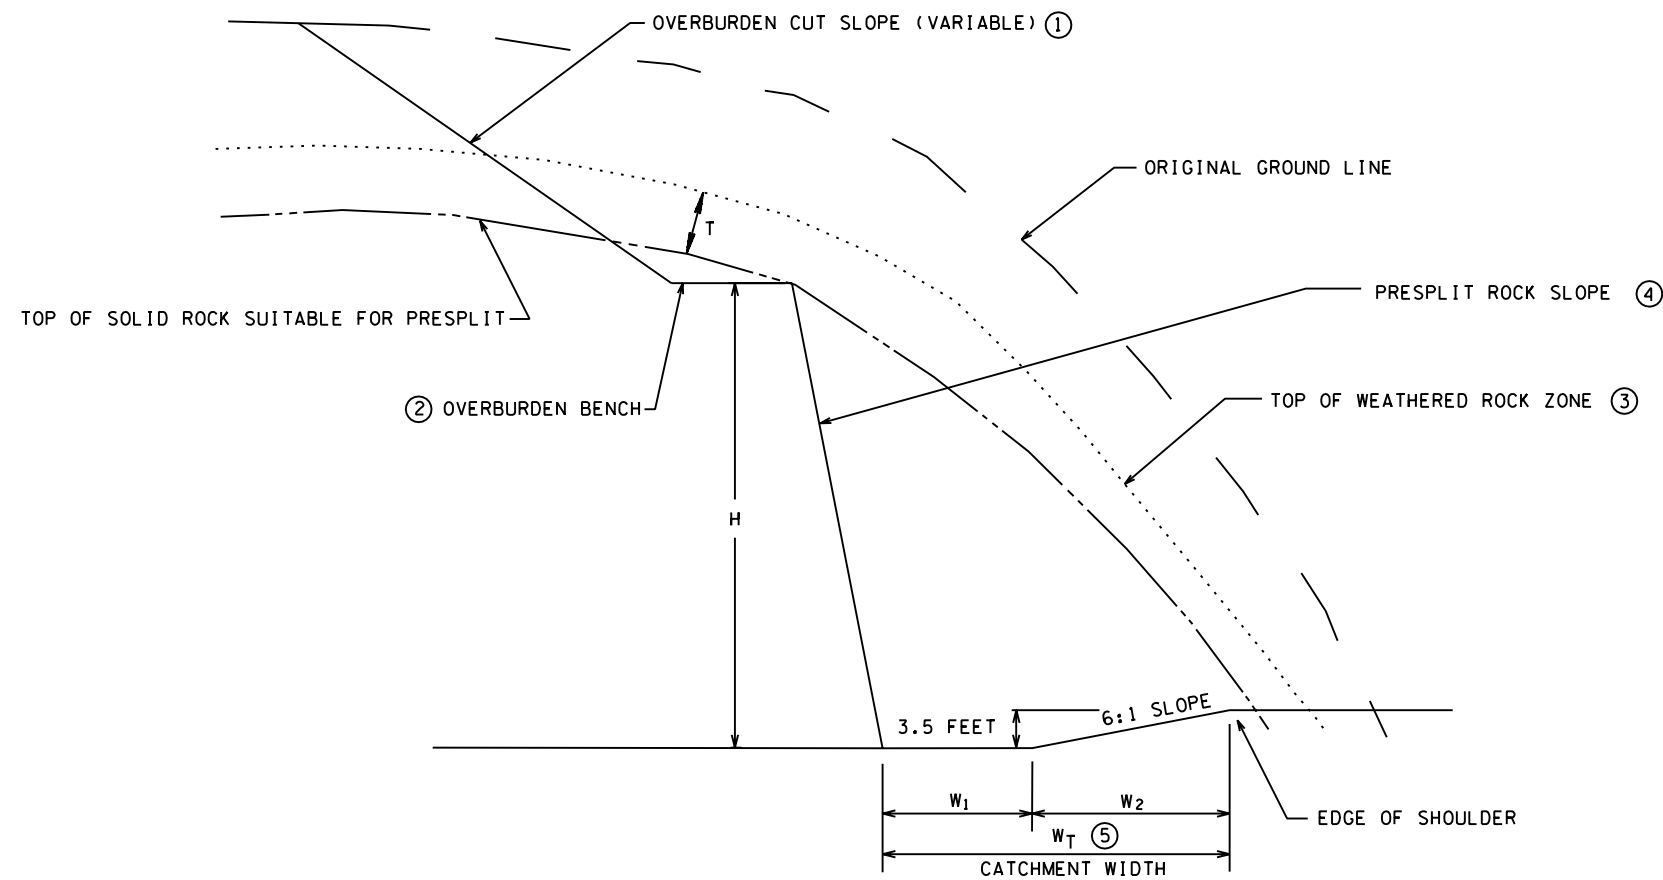 OVERBURDEN CUT SLOPE (VARIABLE) 1
ORIGINAL GROUND LINE
T
PRESPLIT ROCK SLOPE 4
TOP OF SOLID ROCK SUITABLE FOR PRESPLIT
TOP OF WEATHERED ROCK ZONE 3
2 OVERBURDEN BENCH
H
6:1 SLOPE
3.5 FEET
W1
W2
EDGE OF SHOULDER
WT 5
CATCHMENT WIDTH